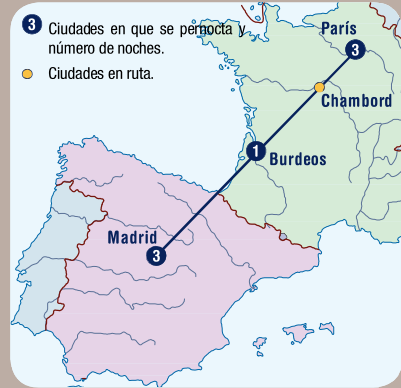 3 Ciudades en que se pernocta y
número de noches.
Ciudades en ruta.
París
3
Chambord
1
Burdeos
Madrid
3